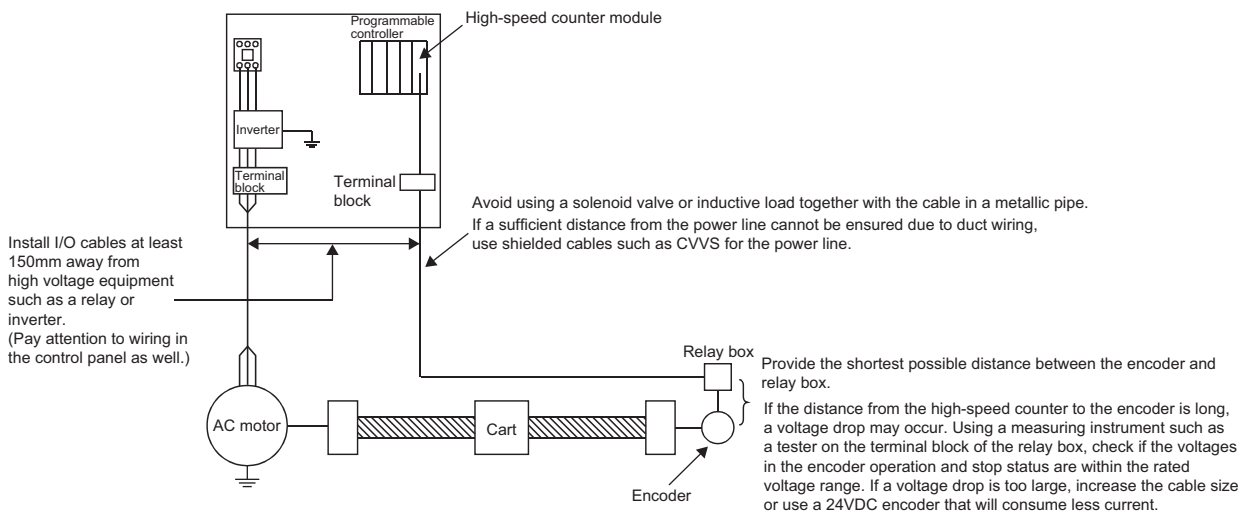 Programmable
controller
High-speed counter module
Inverter
Terminal
block
Terminal
block
Avoid using a solenoid valve or inductive load together with the cable in a metallic pipe.
If a sufficient distance from the power line cannot be ensured due to duct wiring,
use shielded cables such as CVVS for the power line.
Install I/O cables at least
150mm away from
high voltage equipment
such as a relay or
inverter.
(Pay attention to wiring in
the control panel as well.)
Relay box
Provide the shortest possible distance between the encoder and
relay box.
If the distance from the high-speed counter to the encoder is long,
a voltage drop may occur. Using a measuring instrument such as
a tester on the terminal block of the relay box, check if the voltages
in the encoder operation and stop status are within the rated
voltage range. If a voltage drop is too large, increase the cable size
or use a 24VDC encoder that will consume less current.
AC motor
Cart
Encoder